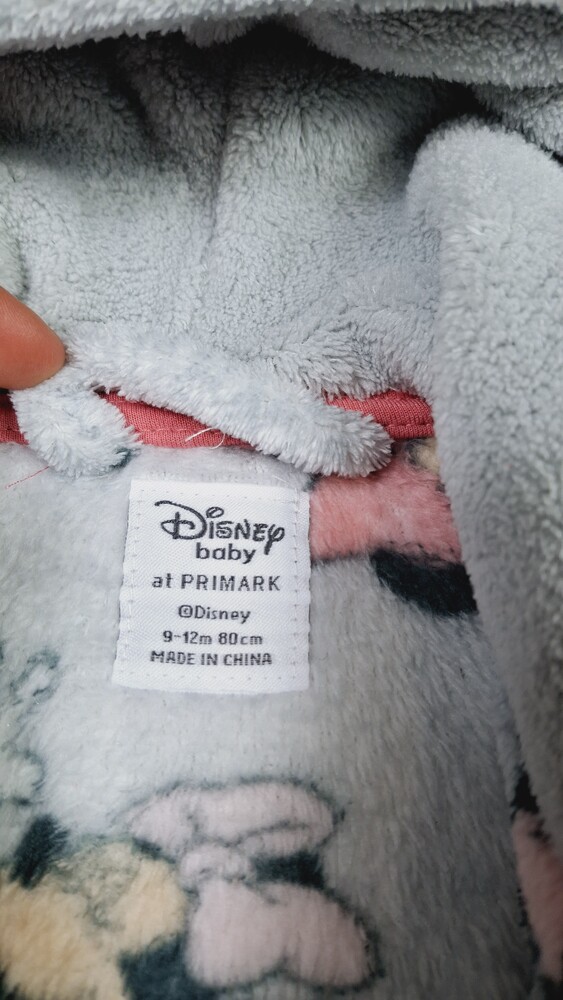 Disney
baby
at PRIMARK
©Disney
9-12m 80cm
MADE IN CHINA